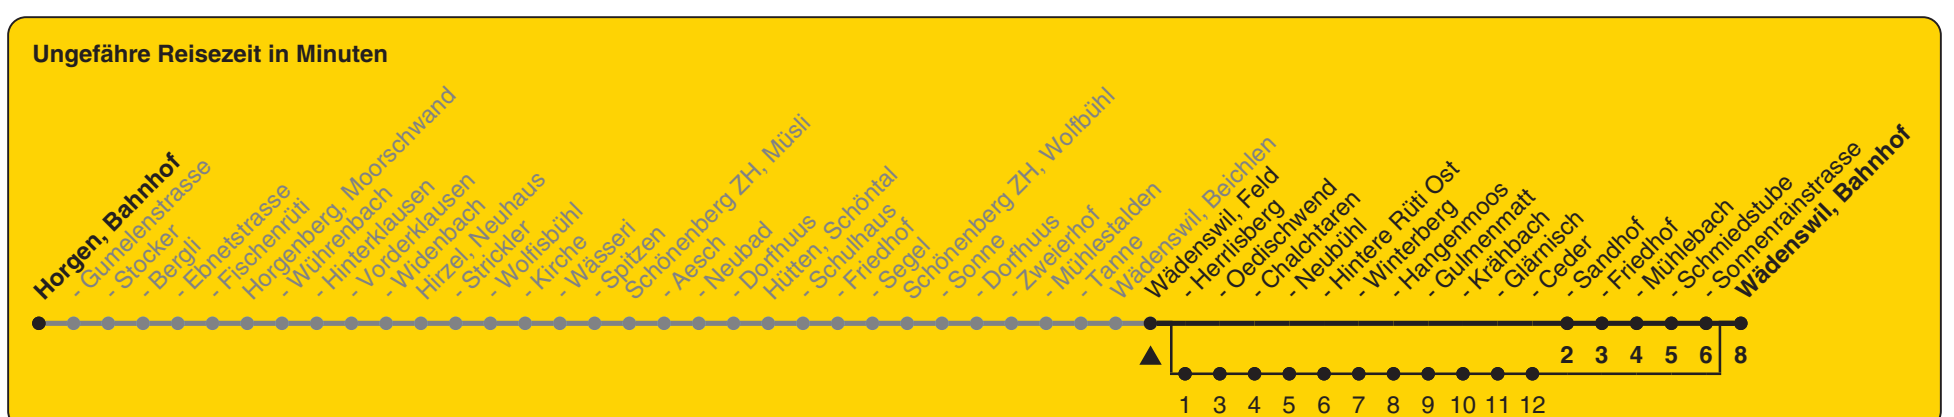 Ungefähre Reisezeit in Minuten
Horgen, Bahnhof
- Gumelenstrasse
- Stocker
- Bergli
- Ebnetstrasse
- Fischenrüti
Horgenberg, Moorschwand
- Wührenbach
- Hinterklausen
- Vorderklausen
- Widenbach
Hirzel, Neuhaus
- Strickler
- Wolfisbühl
- Kirche
- Wässeri
- Spitzen
Schönenberg ZH, Müsli
- Aesch
- Neubad
- Dorfhuus
Hütten, Schöntal
- Schulhaus
- Friedhof
- Segel
Schönenberg ZH, Wolfbühl
- Sonne
- Dorfhuus
- Zweierhof
- Mühlestalden
- Tanne
Wädenswil, Beichlen
Wädenswil, Feld
- Herrlisberg
- Oedischwend
- Chalchtaren
- Neubühl
- Hintere Rüti Ost
- Winterberg
- Hangenmoos
- Gulmenmatt
- Krähbach
- Glärnisch
- Ceder
- Sandhof
- Friedhof
- Mühlebach
- Schmiedstube
- Sonnenrainstrasse
Wädenswil, Bahnhof
2 3 4 5 6 8
1 3 4 5 6 7 8 9 10 11 12